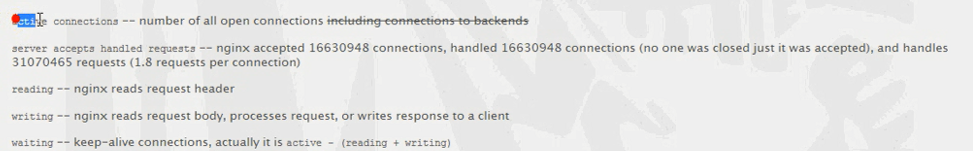 active connections -- number of all open connections including connections to backends
server accepts handled requests -- nginx accepted 16630948 connections, handled 16630948 connections (no one was closed just it was accepted), and handles
31070465 requests (1.8 requests per connection)
reading -- nginx reads request header
writing -- nginx reads request body, processes request, or writes response to a client
waiting -- keep-alive connections, actually it is active - (reading + writing)